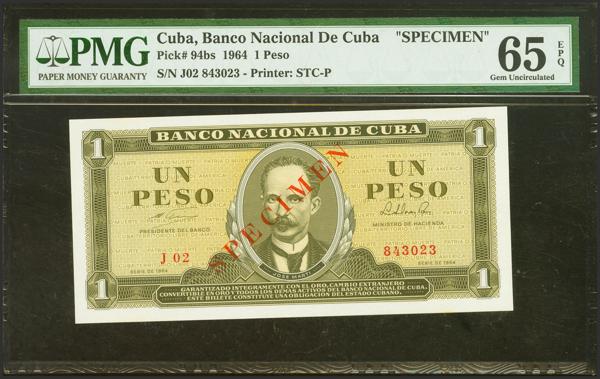 PMG
PAPER MONEY GUARANTY
Cuba, Banco Nacional De Cuba "SPECIMEN"
Pick# 94bs 1964 1 Peso
S/N J02 843023 - Printer: STC-P
65 EPQ
Gem Uncirculated
BANCO NACIONAL DE CUBA
1
1
UN PESO
UN PESO
SPECIMEN
PRESIDENTE DEL BANCO
MINISTRO DE HACIENDA
J 02
843023
SERIE DE 1964
SERIE DE 1964
JOSE MARTI
1
1
GARANTIZADO INTEGRAMENTE CON EL ORO, CAMBIO EXTRANJERO
CONVERTIBLE EN ORO Y TODOS LOS DEMAS ACTIVOS DEL BANCO NACIONAL DE CUBA.
ESTE BILLETE CONSTITUYE UNA OBLIGACION DEL ESTADO CUBANO.